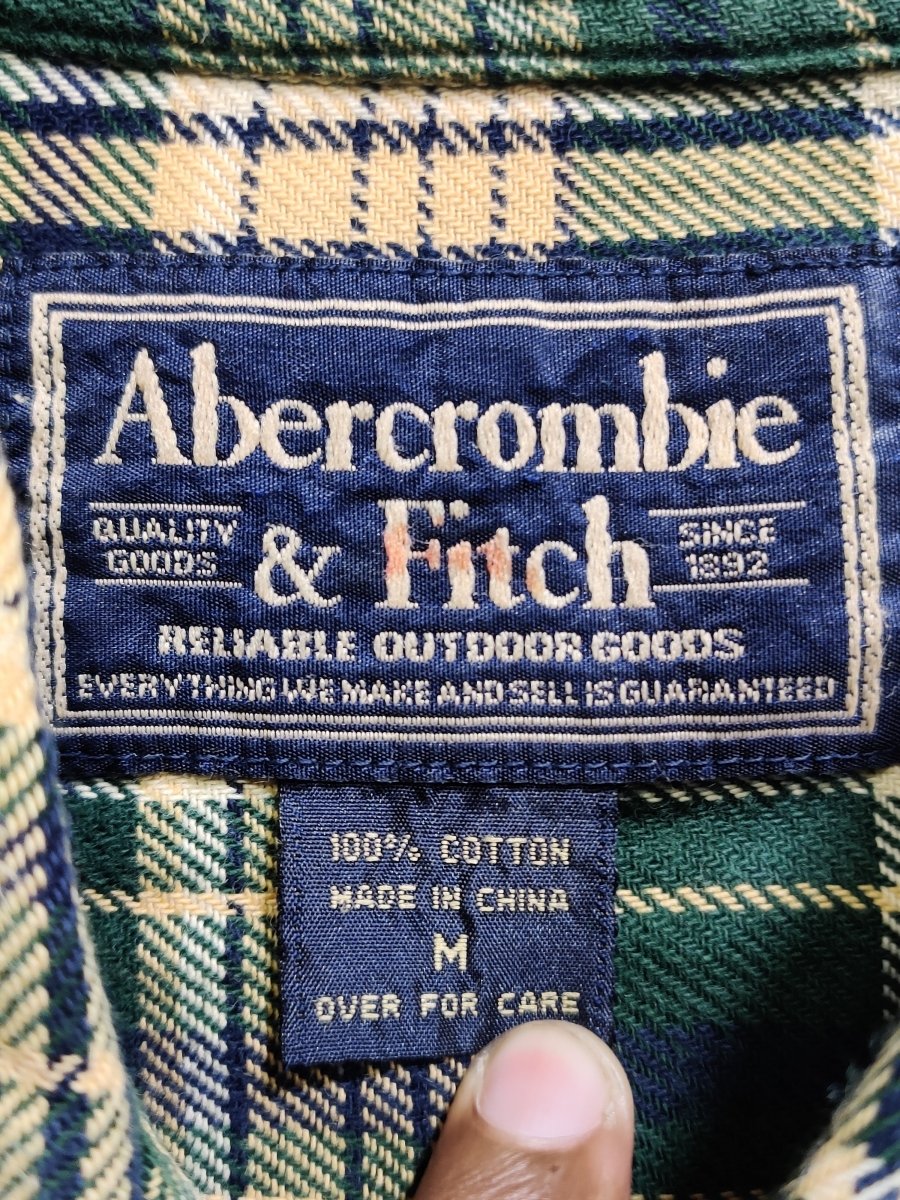 Abercrombie
QUALITY
GOODS
& Fitch
SINCE
1892
RELIABLE OUTDOOR GOODS
EVERYTHING WE MAKE AND SELL IS GUARANTEED
100% COTTON
MADE IN CHINA
M
OVER FOR CARE